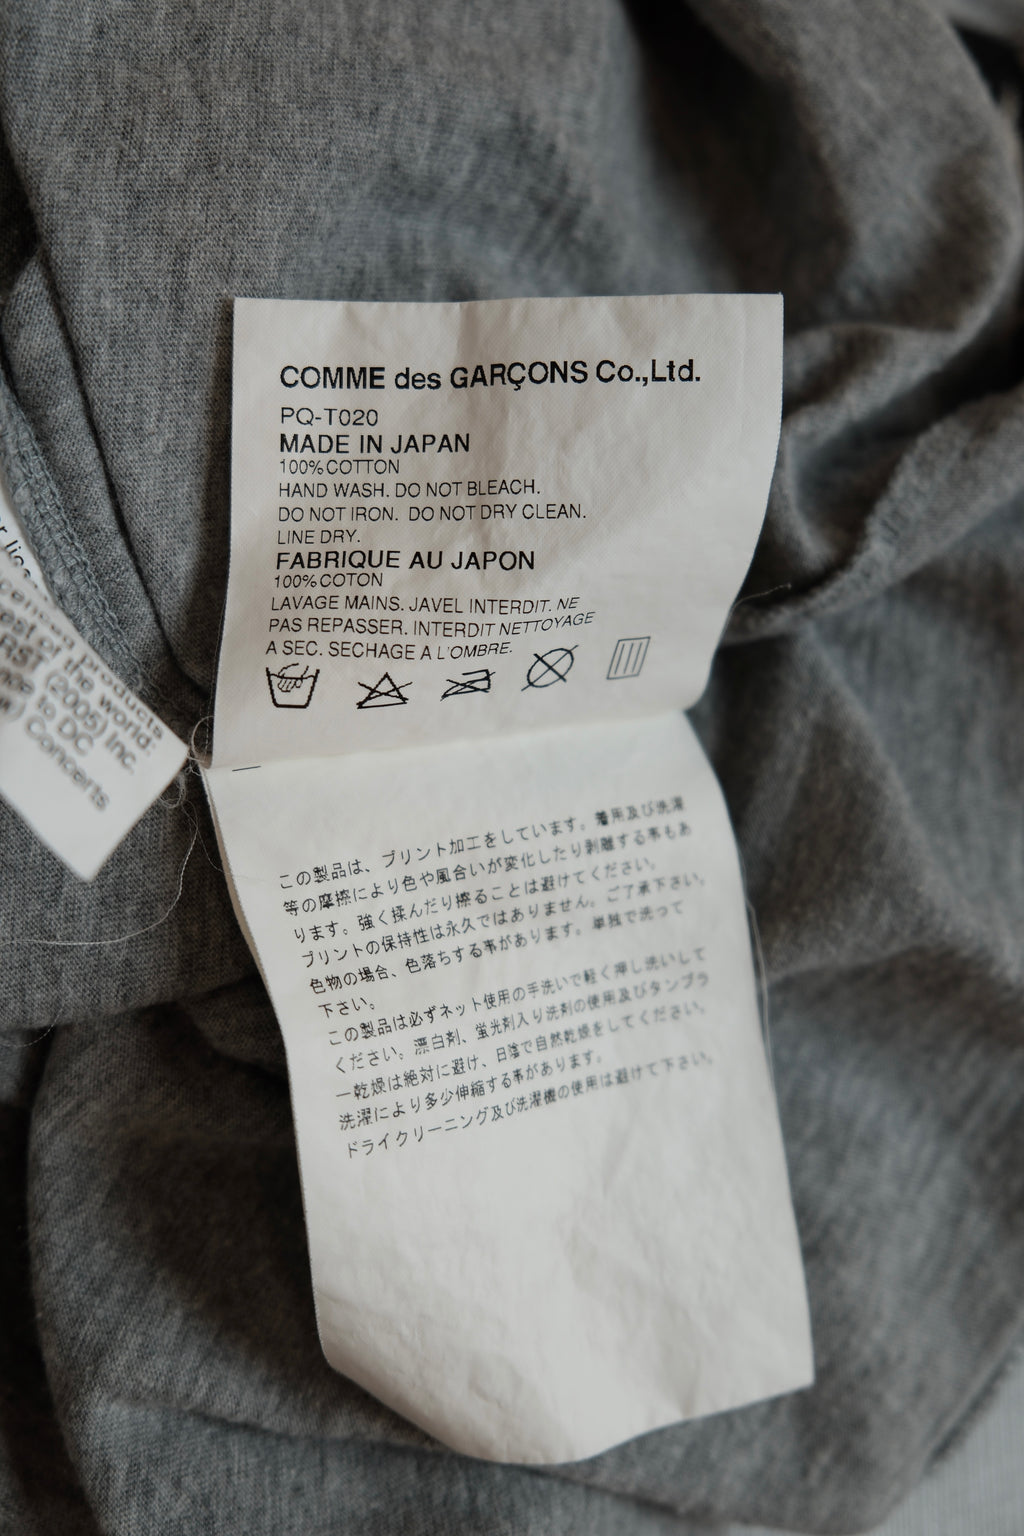 COMME des GARÇONS Co.,Ltd.
PQ-T020
MADE IN JAPAN
100%COTTON
HAND WASH. DO NOT BLEACH.
DO NOT IRON. DO NOT DRY CLEAN.
LINE DRY.
FABRIQUE AU JAPON
100%COTON
LAVAGE MAINS. JAVEL INTERDIT. NE
PAS REPASSER. INTERDIT NETTOYAGE
A SEC. SECHAGE A L'OMBRE.
この製品は、プリント加工をしています。着用及び洗濯
等の摩擦により色や風合いが変化したり剥離する事もあ
ります。強く揉んだり擦ることは避けてください。
プリントの保持性は永久ではありません。ご了承下さい。
色物の場合、色落ちする事があります。単独で洗って
下さい。
この製品は必ずネット使用の手洗いで軽く押し洗いして
ください。漂白剤、蛍光剤入り洗剤の使用及びタンブラ
ー乾燥は絶対に避け、日陰で自然乾燥をしてください。
洗濯により多少伸縮する事があります。
ドライクリーニング及び洗濯機の使用は避けて下さい。
products
of the world:
RST (2005) Inc.
to DC
Concerts